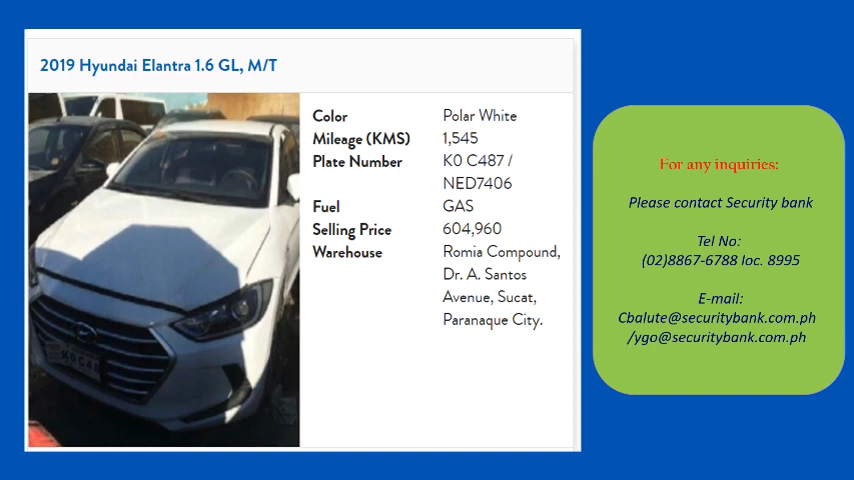 2019 Hyundai Elantra 1.6 GL, M/T
Color Polar White
Mileage (KMS) 1,545
Plate Number K0 C487 /
NED7406
Fuel GAS
Selling Price 604,960
Warehouse Romia Compound,
Dr. A. Santos
Avenue, Sucat,
Paranaque City.
K0 C48
For any inquiries:
Please contact Security bank
Tel No:
(02)8867-6788 loc. 8995
E-mail:
Cbalute@securitybank.com.ph
/ygo@securitybank.com.ph